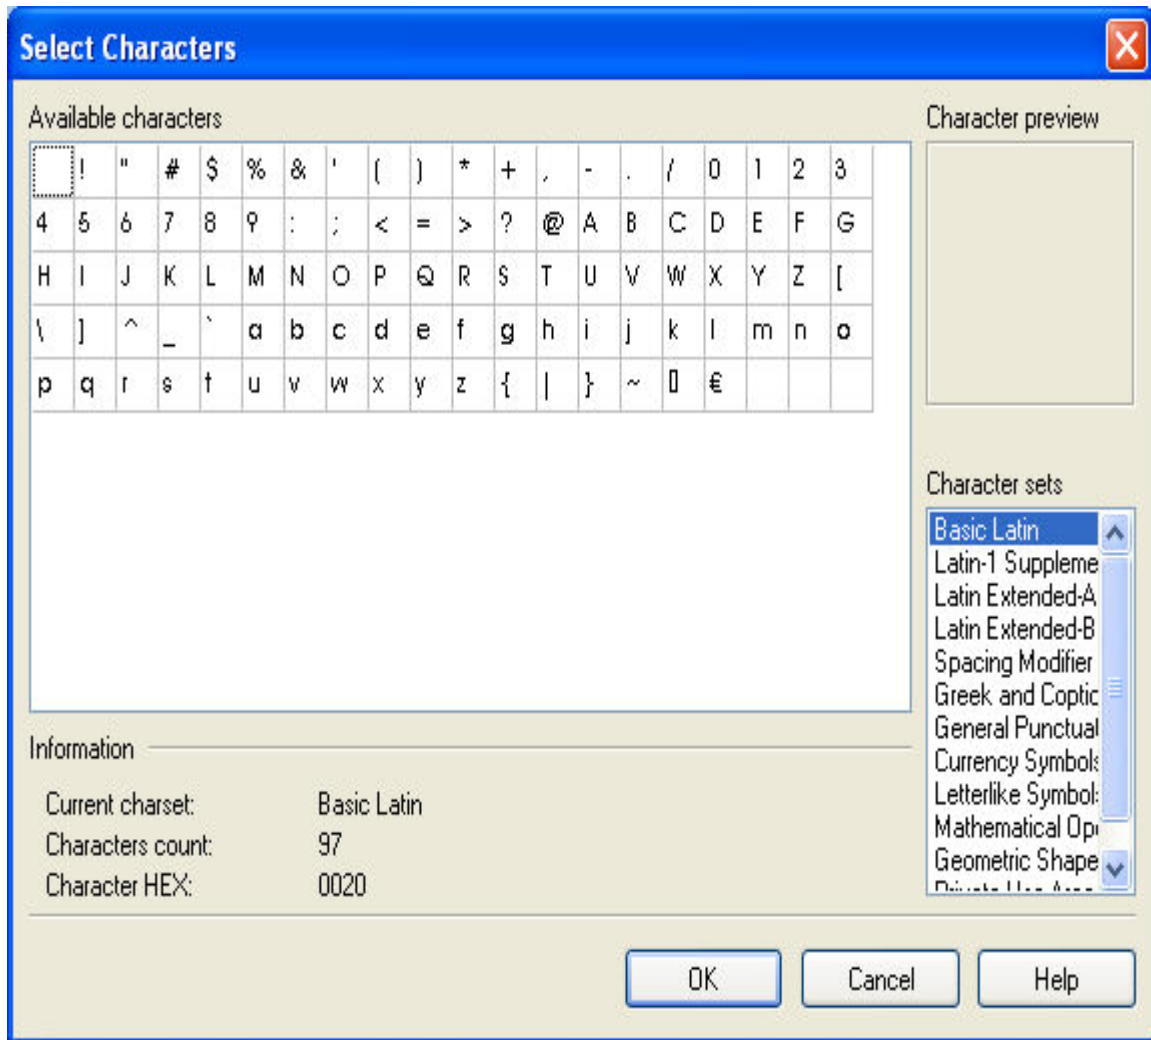 Select Characters
Available characters
Character preview
! " # $ % & ' ( ) * + , - . / 0 1 2 3
4 5 6 7 8 9 : ; < = > ? @ A B C D E F G
H I J K L M N O P Q R S T U V W X Y Z [
\ ] ^ _ ` a b c d e f g h i j k l m n o
p q r s t u v w x y z { | } ~ ▯ €
Character sets
Basic Latin
Latin-1 Suppleme
Latin Extended-A
Latin Extended-B
Spacing Modifier
Greek and Coptic
General Punctuat
Currency Symbols
Letterlike Symbol
Mathematical Op
Geometric Shape
Information
Current charset: Basic Latin
Characters count: 97
Character HEX: 0020
OK Cancel Help